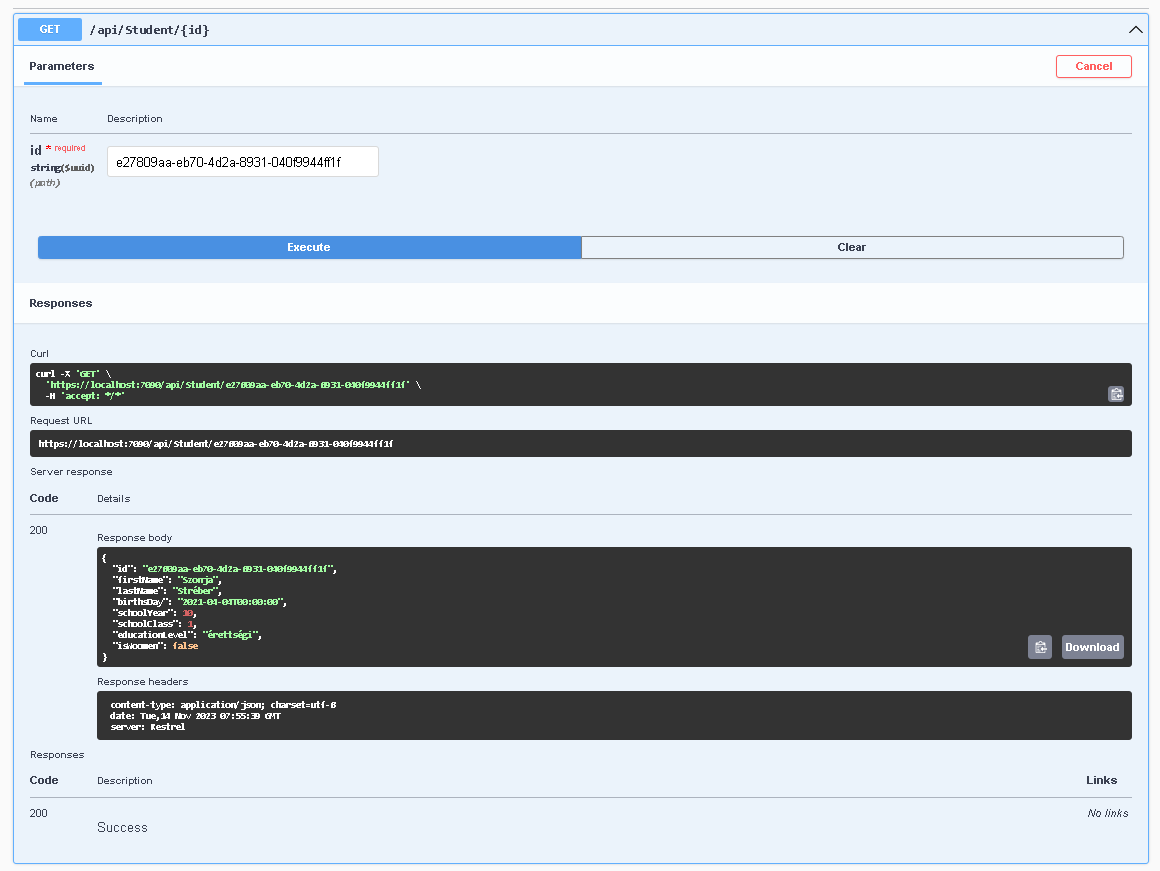 GET /api/Student/{id}
Parameters
Cancel
Name Description
id * required
string($uuid)
(path)
e27809aa-eb70-4d2a-8931-040f9944ff1f
Execute Clear
Responses
Curl
curl -X 'GET' \
'https://localhost:7090/api/Student/e27809aa-eb70-4d2a-8931-040f9944ff1f' \
-H 'accept: */*'
Request URL
https://localhost:7090/api/Student/e27809aa-eb70-4d2a-8931-040f9944ff1f
Server response
Code Details
200
Response body
{
"id": "e27809aa-eb70-4d2a-8931-040f9944ff1f",
"firstName": "Szonja",
"lastName": "Stréber",
"birthsDay": "2021-04-04T00:00:00",
"schoolYear": 10,
"schoolClass": 1,
"educationLevel": "érettségi",
"isWoomen": false
}
Download
Response headers
content-type: application/json; charset=utf-8
date: Tue,14 Nov 2023 07:55:39 GMT
server: Kestrel
Responses
Code Description Links
200 No links
Success